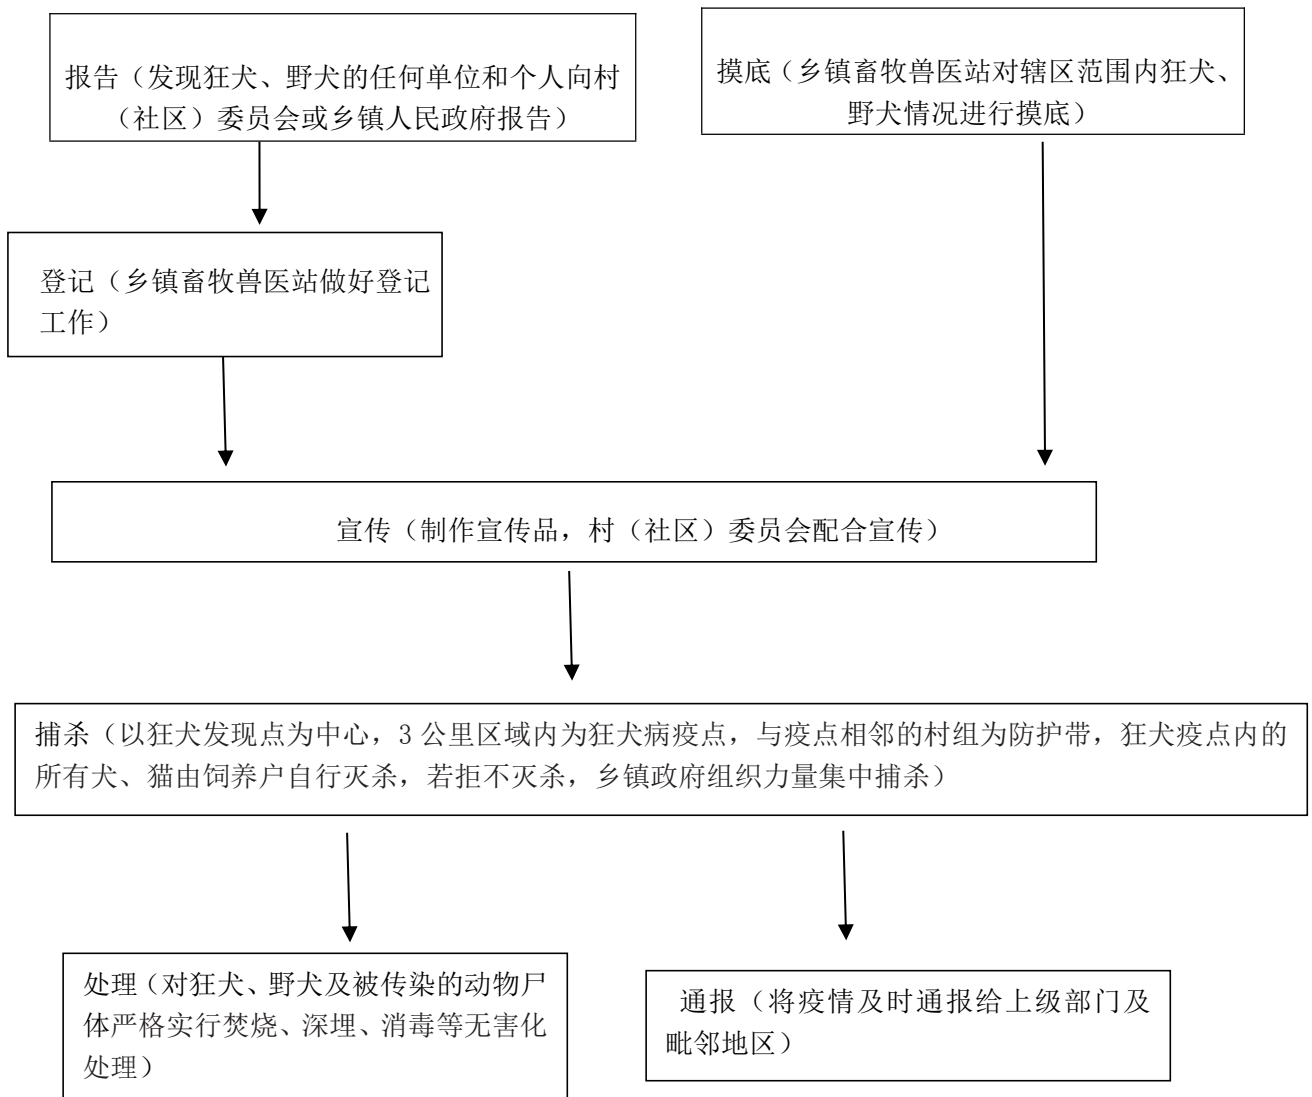 报告（发现狂犬、野犬的任何单位和个人向村
（社区）委员会或乡镇人民政府报告）
摸底（乡镇畜牧兽医站对辖区范围内狂犬、
野犬情况进行摸底）
登记（乡镇畜牧兽医站做好登记
工作）
宣传（制作宣传品，村（社区）委员会配合宣传）
捕杀（以狂犬发现点为中心，3 公里区域内为狂犬病疫点，与疫点相邻的村组为防护带，狂犬疫点内的
所有犬、猫由饲养户自行灭杀，若拒不灭杀，乡镇政府组织力量集中捕杀）
处理（对狂犬、野犬及被传染的动物尸
体严格实行焚烧、深埋、消毒等无害化
处理）
通报（将疫情及时通报给上级部门及
毗邻地区）